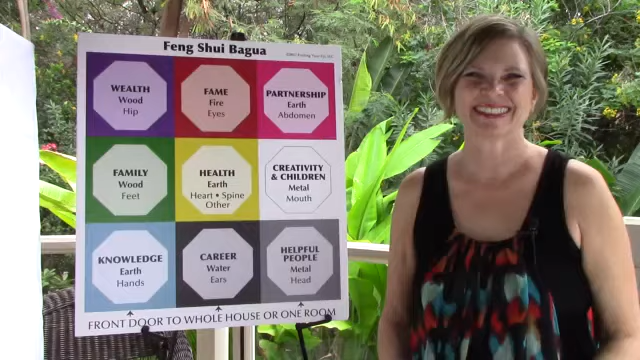 Feng Shui Bagua
WEALTH
Wood
Hip
FAME
Fire
Eyes
PARTNERSHIP
Earth
Abdomen
FAMILY
Wood
Feet
HEALTH
Earth
Heart • Spine
Other
CREATIVITY
& CHILDREN
Metal
Mouth
KNOWLEDGE
Earth
Hands
CAREER
Water
Ears
HELPFUL
PEOPLE
Metal
Head
FRONT DOOR TO WHOLE HOUSE OR ONE ROOM